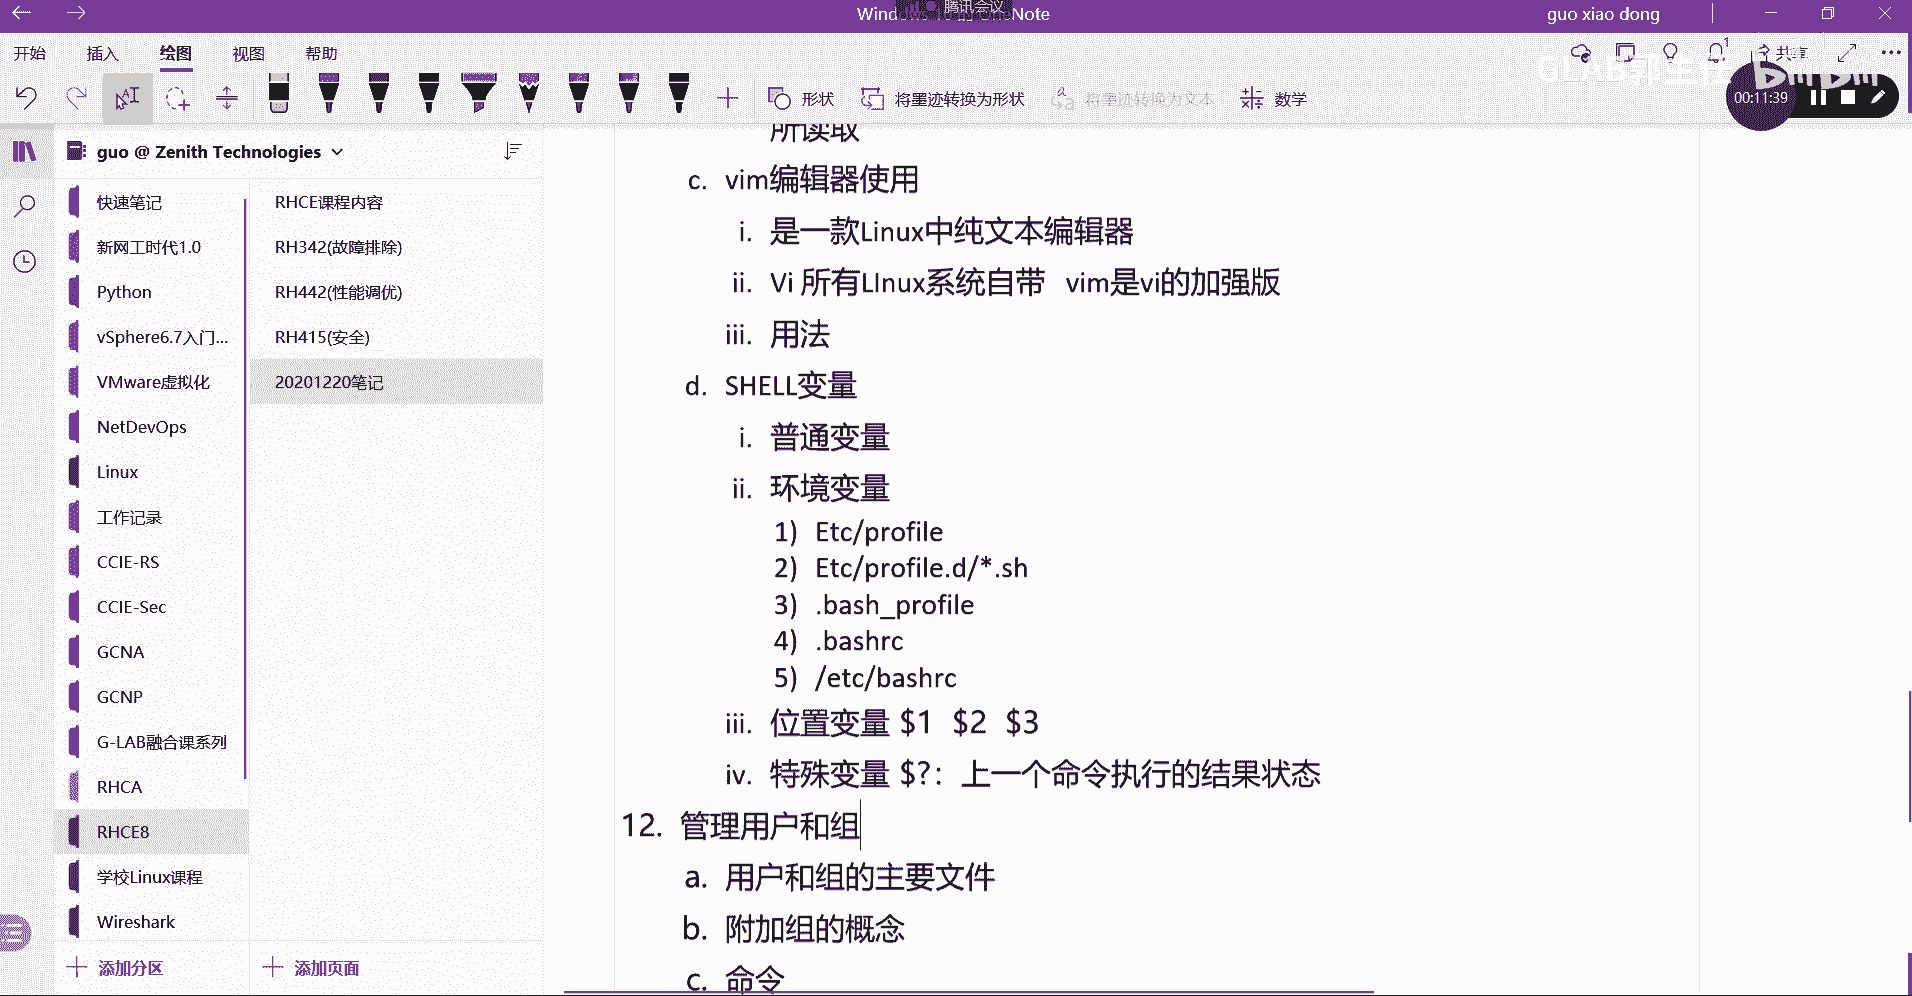 腾讯会议
Wind
Note
guo xiao dong
开始 插入 绘图 视图 帮助
共享
GLAB郭主任
bilibili
形状
将墨迹转换为形状
将墨迹转换为文本
数学
00:11:39
guo @ Zenith Technologies
快速笔记
新网工时代1.0
Python
vSphere6.7入门...
VMware虚拟化
NetDevOps
Linux
工作记录
CCIE-RS
CCIE-Sec
GCNA
GCNP
G-LAB融合课系列
RHCA
RHCE8
学校Linux课程
Wireshark
添加分区
RHCE课程内容
RH342(故障排除)
RH442(性能调优)
RH415(安全)
20201220笔记
添加页面
所读取
c. vim编辑器使用
i. 是一款Linux中纯文本编辑器
ii. Vi 所有LInux系统自带 vim是vi的加强版
iii. 用法
d. SHELL变量
i. 普通变量
ii. 环境变量
1) Etc/profile
2) Etc/profile.d/*.sh
3) .bash_profile
4) .bashrc
5) /etc/bashrc
iii. 位置变量 $1 $2 $3
iv. 特殊变量 $?：上一个命令执行的结果状态
12. 管理用户和组
a. 用户和组的主要文件
b. 附加组的概念
c. 命令